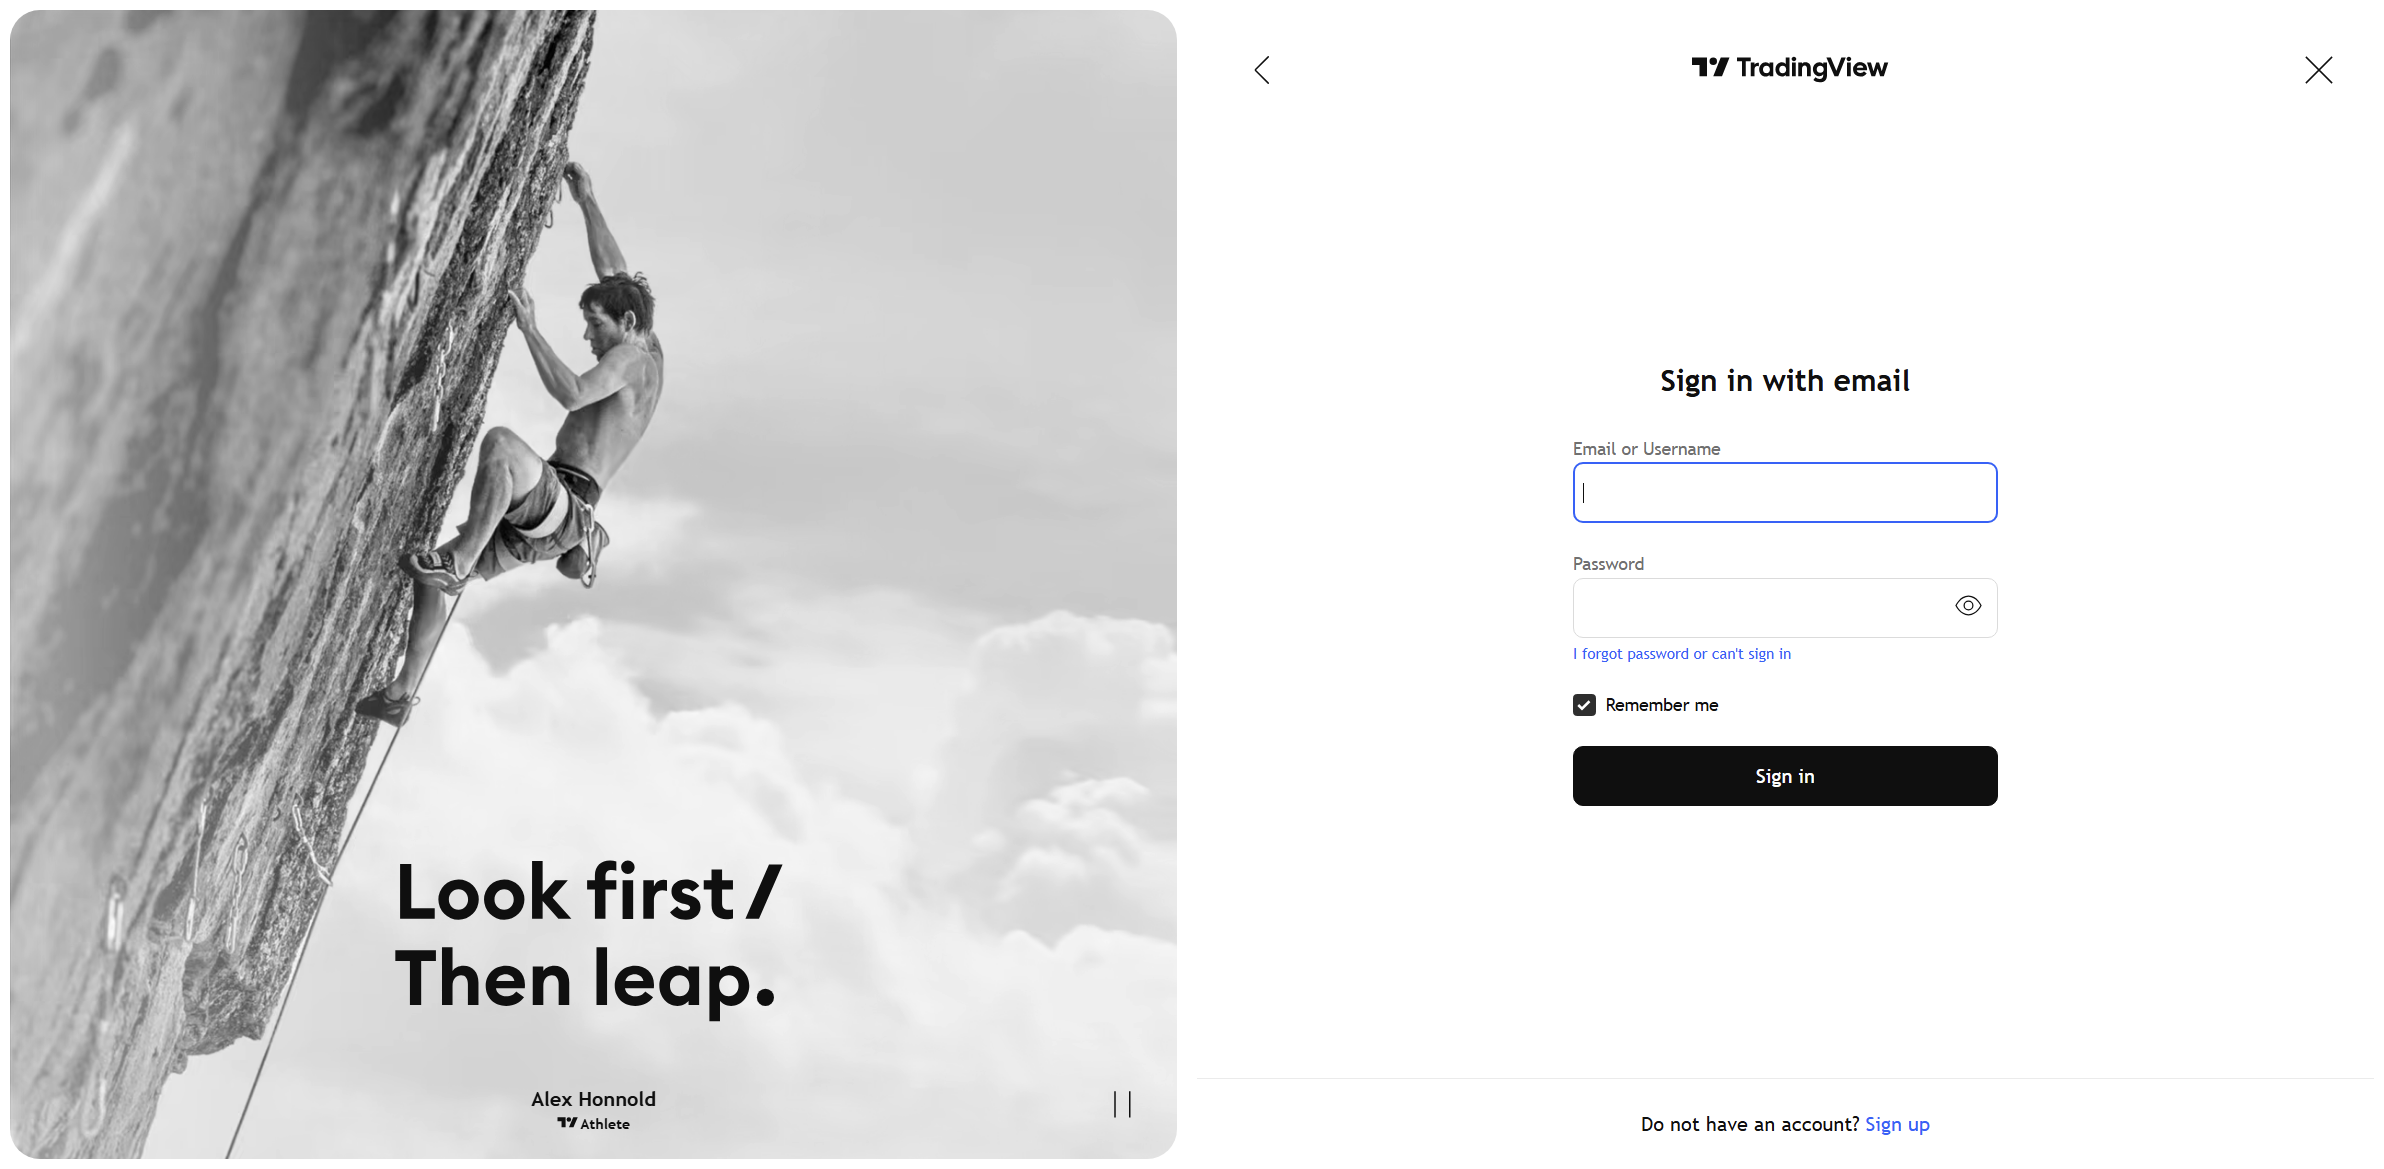 Look first/
Then leap.
Alex Honnold
Athlete
TradingView
Sign in with email
Email or Username
Password
I forgot password or can't sign in
Remember me
Sign in
Do not have an account? Sign up